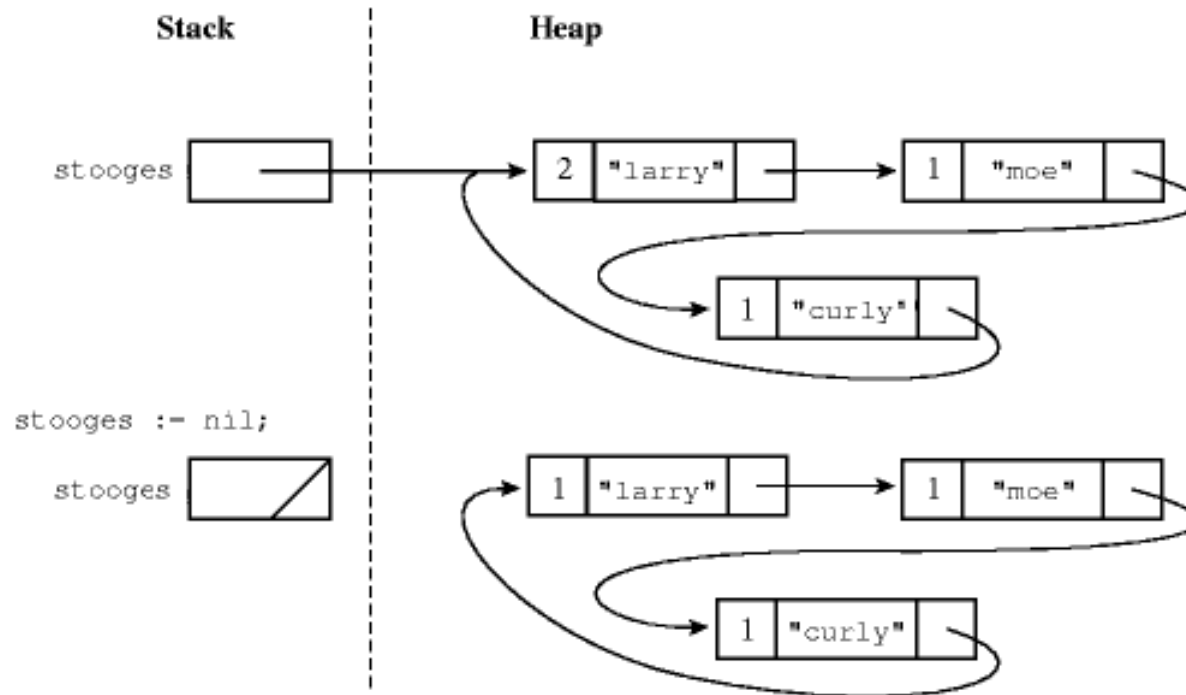 Stack Heap
stooges 2 "larry" 1 "moe"
1 "curly"
stooges := nil;
stooges 1 "larry" 1 "moe"
1 "curly"